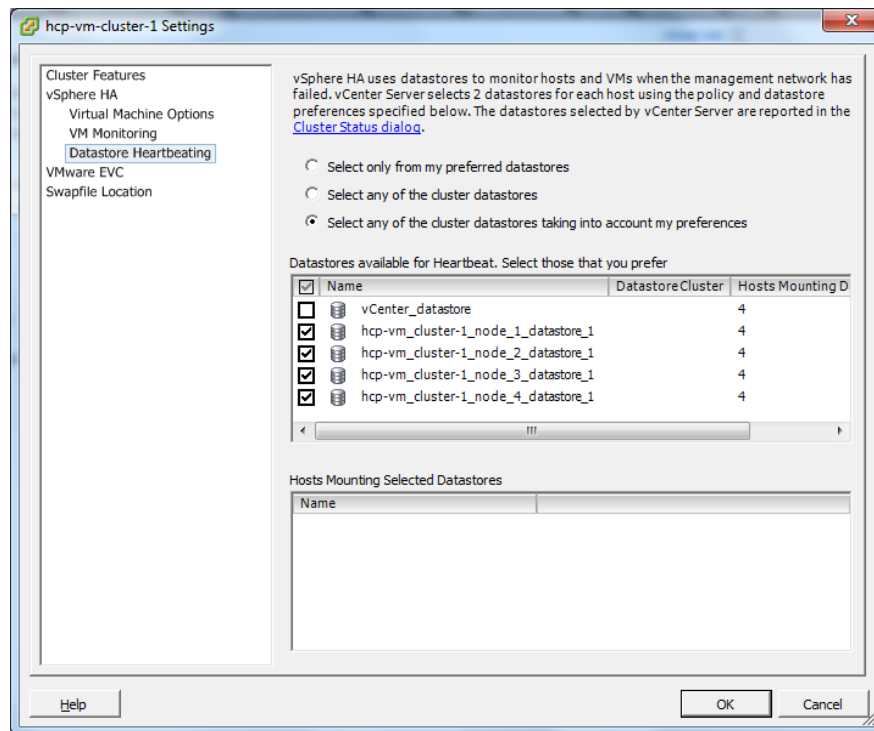 hcp-vm-cluster-1 Settings
Cluster Features
vSphere HA
Virtual Machine Options
VM Monitoring
Datastore Heartbeating
VMware EVC
Swapfile Location
vSphere HA uses datastores to monitor hosts and VMs when the management network has
failed. vCenter Server selects 2 datastores for each host using the policy and datastore
preferences specified below. The datastores selected by vCenter Server are reported in the
Cluster Status dialog.
Select only from my preferred datastores
Select any of the cluster datastores
Select any of the cluster datastores taking into account my preferences
Datastores available for Heartbeat. Select those that you prefer
Name Datastore Cluster Hosts Mounting D
vCenter_datastore 4
hcp-vm_cluster-1_node_1_datastore_1 4
hcp-vm_cluster-1_node_2_datastore_1 4
hcp-vm_cluster-1_node_3_datastore_1 4
hcp-vm_cluster-1_node_4_datastore_1 4
Hosts Mounting Selected Datastores
Name
Help OK Cancel